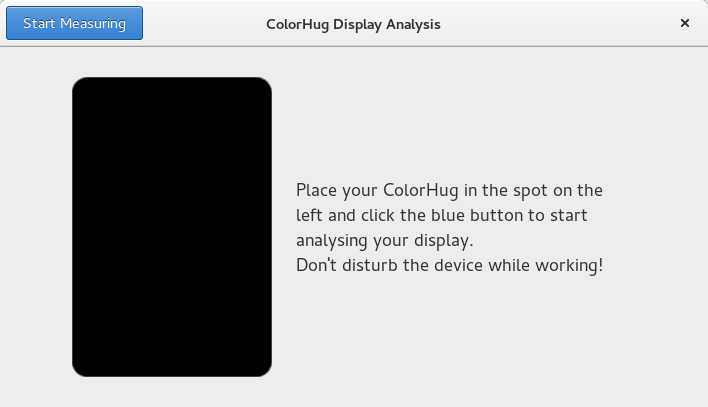 Start Measuring
ColorHug Display Analysis
Place your ColorHug in the spot on the
left and click the blue button to start
analysing your display.
Don't disturb the device while working!